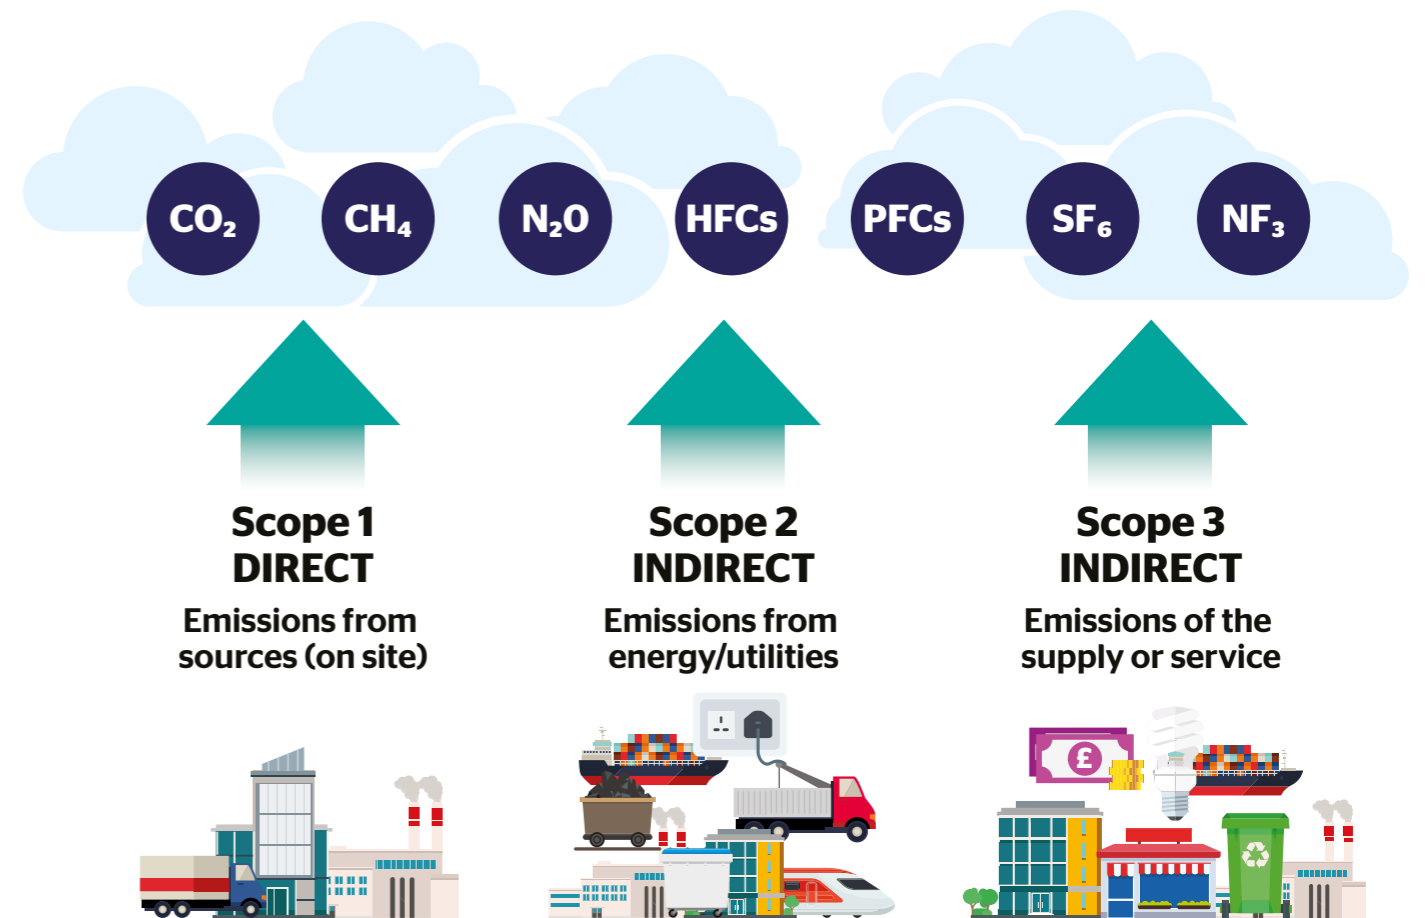 CO₂ CH₄ N₂0 HFCs PFCs SF₆ NF₃
Scope 1
DIRECT
Emissions from
sources (on site)
Scope 2
INDIRECT
Emissions from
energy/utilities
Scope 3
INDIRECT
Emissions of the
supply or service
£